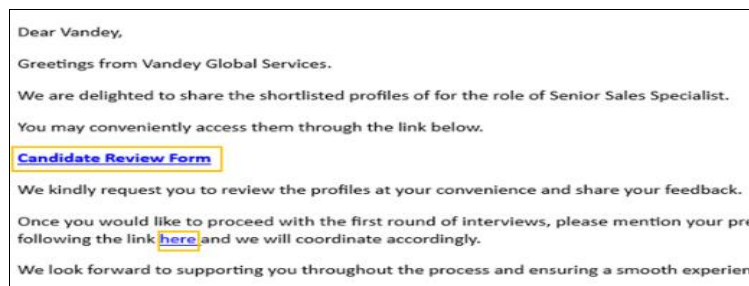 Dear Vandey,
Greetings from Vandey Global Services.
We are delighted to share the shortlisted profiles of for the role of Senior Sales Specialist.
You may conveniently access them through the link below.
Candidate Review Form
We kindly request you to review the profiles at your convenience and share your feedback.
Once you would like to proceed with the first round of interviews, please mention your
following the link here and we will coordinate accordingly.
We look forward to supporting you throughout the process and ensuring a smooth